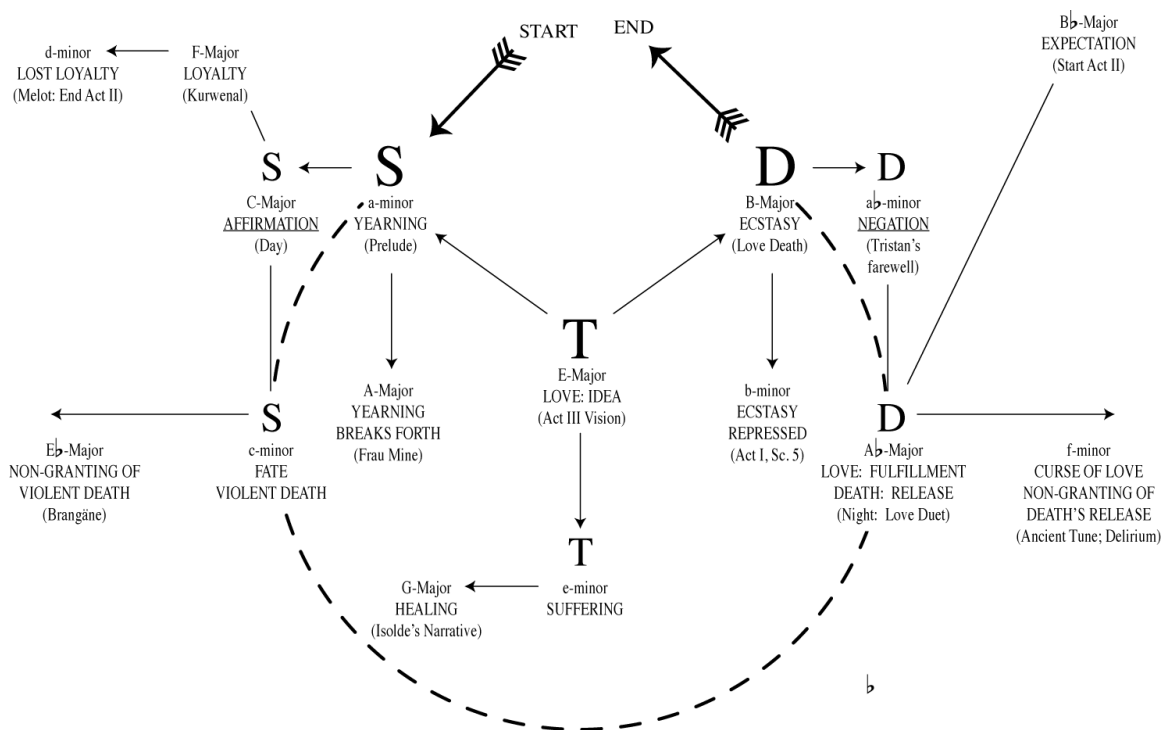 START
END
B♭-Major
EXPECTATION
(Start Act II)
d-minor
LOST LOYALTY
(Melot: End Act II)
F-Major
LOYALTY
(Kurwenal)
S
C-Major
AFFIRMATION
(Day)
S
a-minor
YEARNING
(Prelude)
D
B-Major
ECSTASY
(Love Death)
D
a♭-minor
NEGATION
(Tristan's
farewell)
T
E-Major
LOVE: IDEA
(Act III Vision)
A-Major
YEARNING
BREAKS FORTH
(Frau Mine)
b-minor
ECSTASY
REPRESSED
(Act I, Sc. 5)
E♭-Major
NON-GRANTING OF
VIOLENT DEATH
(Brangäne)
S
c-minor
FATE
VIOLENT DEATH
D
A♭-Major
LOVE: FULFILLMENT
DEATH: RELEASE
(Night: Love Duet)
f-minor
CURSE OF LOVE
NON-GRANTING OF
DEATH'S RELEASE
(Ancient Tune; Delirium)
T
e-minor
SUFFERING
G-Major
HEALING
(Isolde's Narrative)
♭